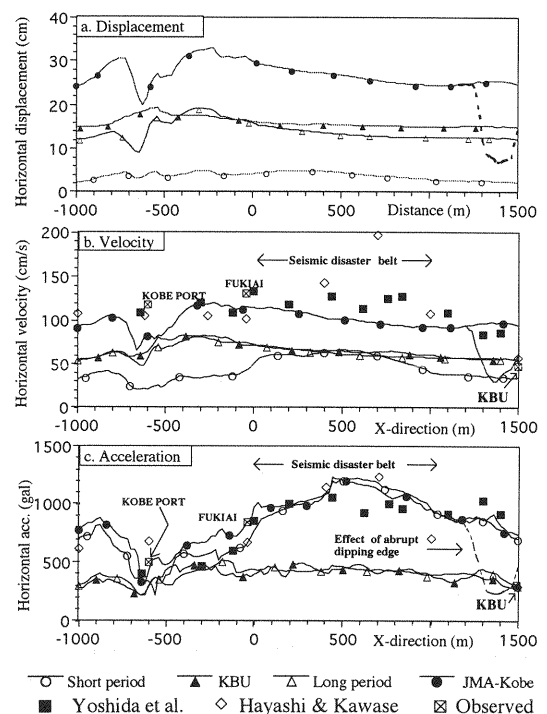 a. Displacement
Horizontal displacement (cm)
40
30
20
10
0
-1000 -500 0 500 Distance (m) 1500
b. Velocity
Horizontal velocity (cm/s)
200
150
100
50
0
Seismic disaster belt
KOBE PORT
FUKIAI
KBU
-1000 -500 0 500 X-direction (m) 1500
c. Acceleration
Horizontal acc. (gal)
1500
1000
500
0
Seismic disaster belt
KOBE PORT
FUKIAI
Effect of abrupt
dipping edge
KBU
-1000 -500 0 500 X-direction (m) 1500
Short period KBU Long period JMA-Kobe
Yoshida et al. Hayashi & Kawase Observed